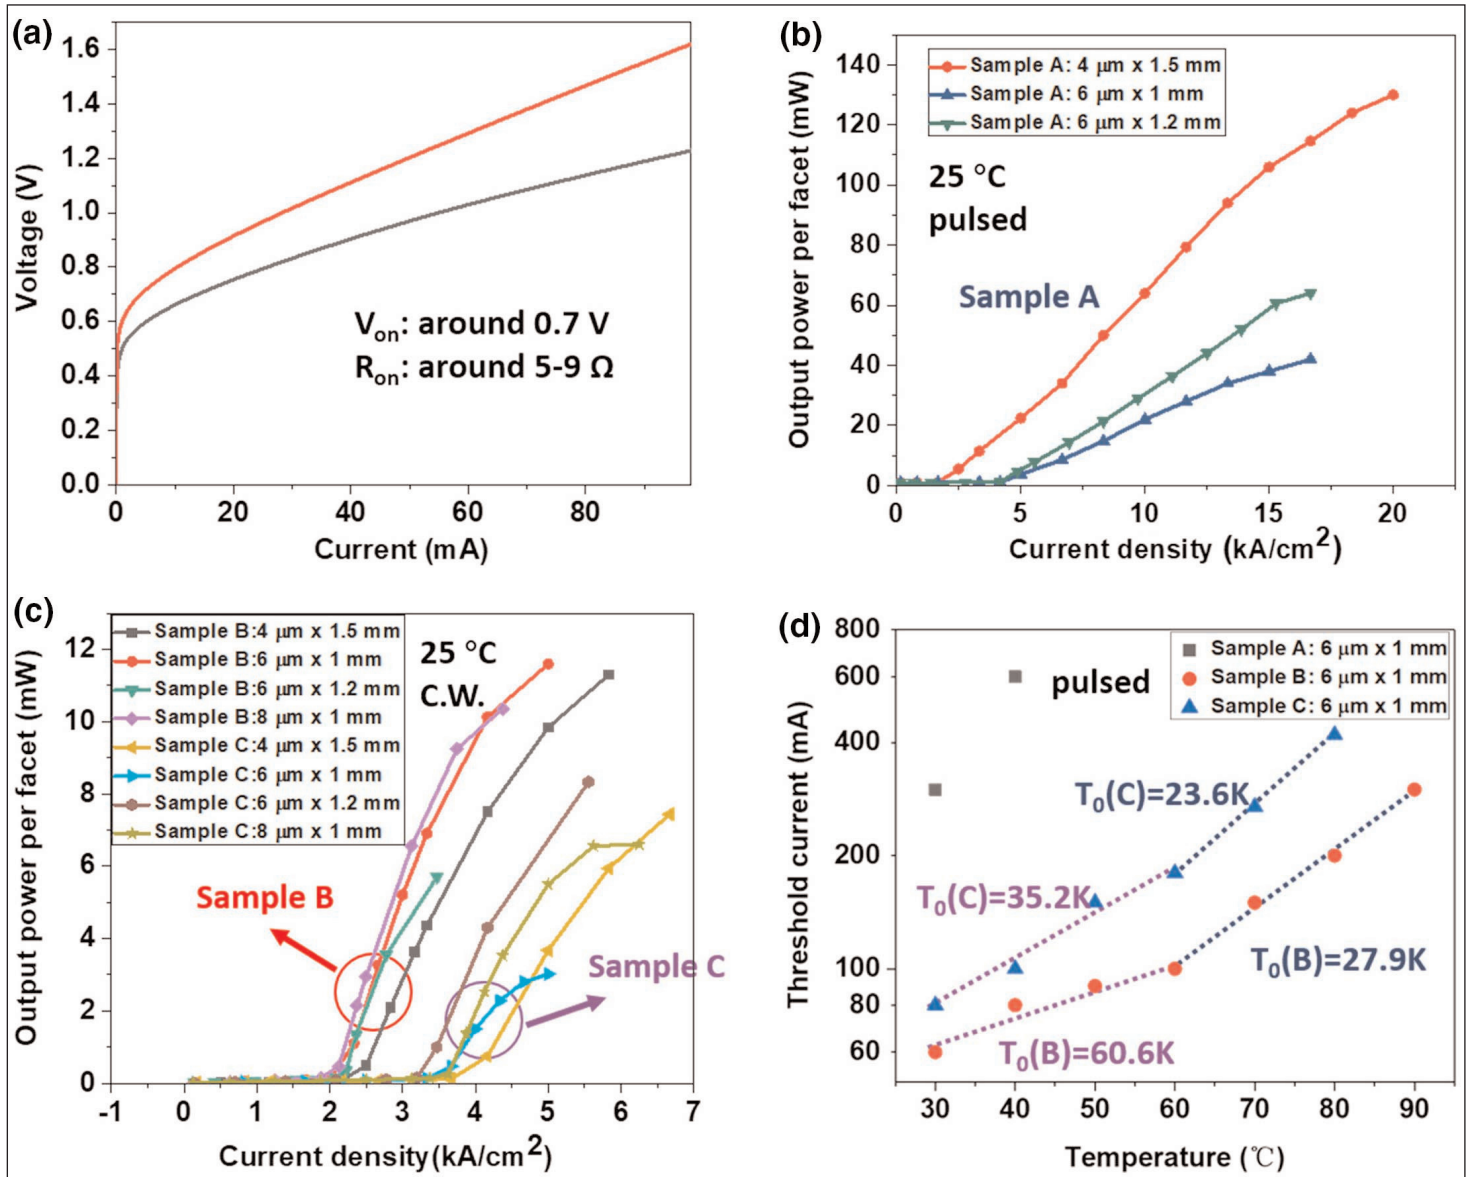 (a)
1.6
1.4
1.2
1.0
0.8
0.6
0.4
0.2
0.0
Voltage (V)
V_on: around 0.7 V
R_on: around 5-9 Ω
0 20 40 60 80
Current (mA)
(b)
140
120
100
80
60
40
20
0
Output power per facet (mW)
Sample A: 4 μm x 1.5 mm
Sample A: 6 μm x 1 mm
Sample A: 6 μm x 1.2 mm
25 °C
pulsed
Sample A
0 5 10 15 20
Current density (kA/cm²)
(c)
12
10
8
6
4
2
0
Output power per facet (mW)
Sample B:4 μm x 1.5 mm
Sample B:6 μm x 1 mm
Sample B:6 μm x 1.2 mm
Sample B:8 μm x 1 mm
Sample C:4 μm x 1.5 mm
Sample C:6 μm x 1 mm
Sample C:6 μm x 1.2 mm
Sample C:8 μm x 1 mm
25 °C
C.W.
Sample B
Sample C
-1 0 1 2 3 4 5 6 7
Current density(kA/cm²)
(d)
800
600
400
200
100
80
60
Threshold current (mA)
Sample A: 6 μm x 1 mm
Sample B: 6 μm x 1 mm
Sample C: 6 μm x 1 mm
pulsed
T₀(C)=23.6K
T₀(C)=35.2K
T₀(B)=27.9K
T₀(B)=60.6K
30 40 50 60 70 80 90
Temperature (℃)